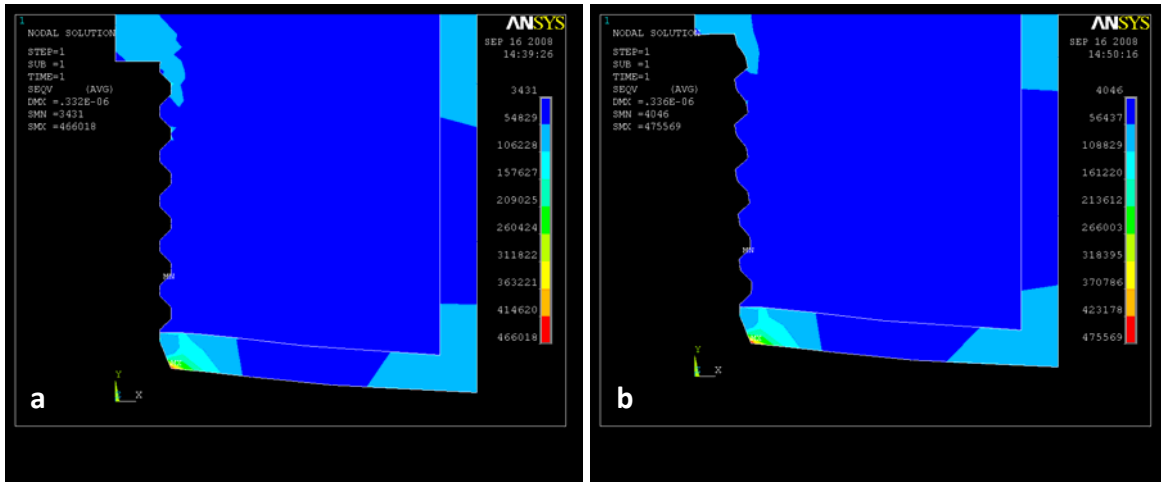 1
NODAL SOLUTION
STEP=1
SUB =1
TIME=1
SEQV (AVG)
DMX =.332E-06
SMN =3431
SMX =466018
ANSYS
SEP 16 2008
14:39:26
3431
54829
106228
157627
209025
260424
311822
363221
414620
466018
MN
Y
X
a
1
NODAL SOLUTION
STEP=1
SUB =1
TIME=1
SEQV (AVG)
DMX =.336E-06
SMN =4046
SMX =475569
ANSYS
SEP 16 2008
14:50:16
4046
56437
108829
161220
213612
266003
318395
370786
423178
475569
MN
Y
X
b